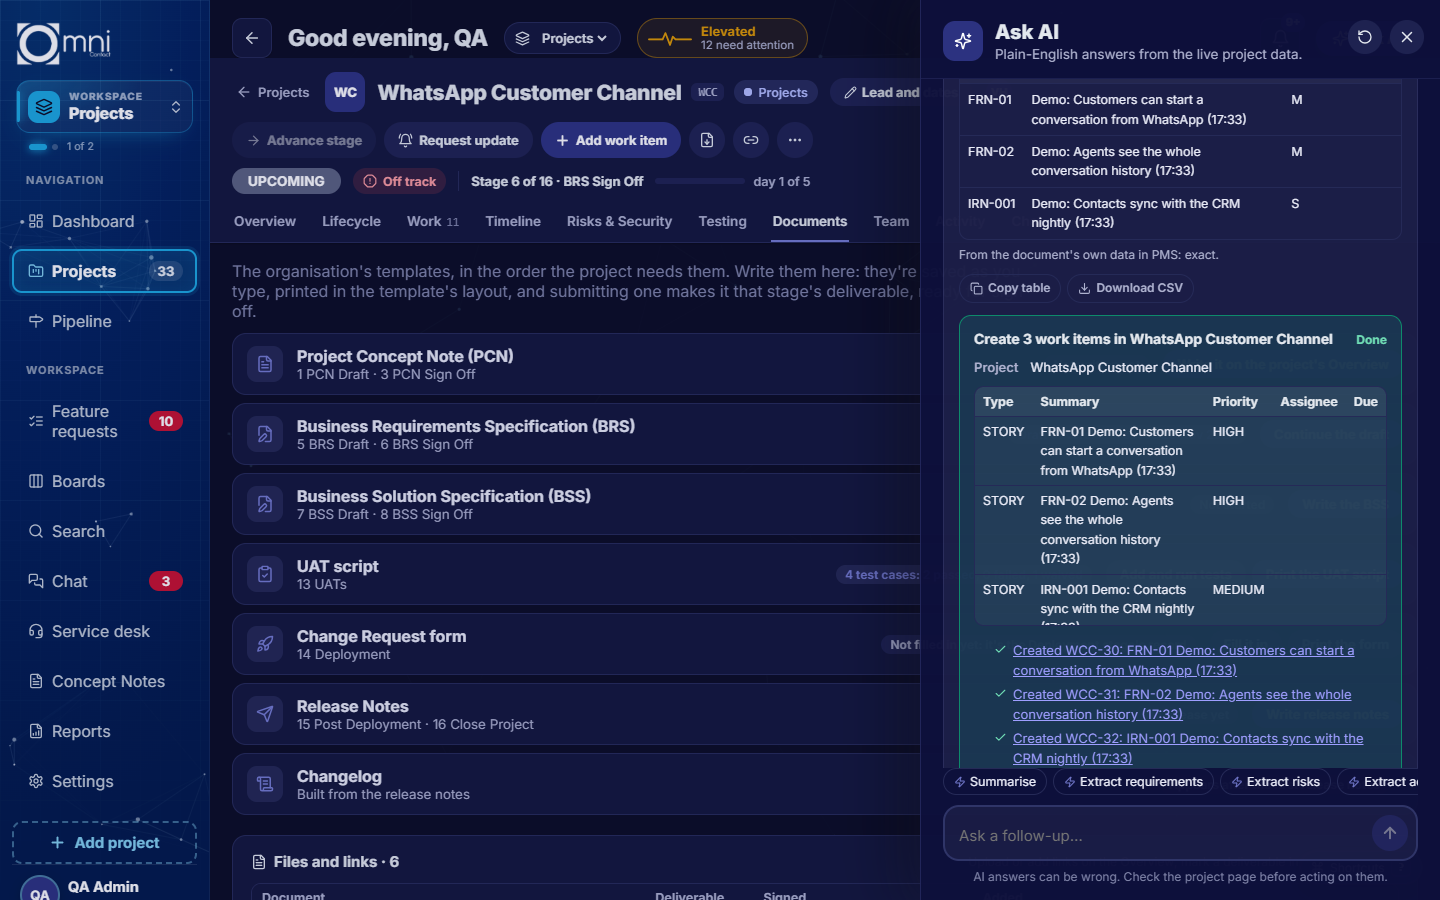 Omni
Contact
WORKSPACE
Projects
1 of 2
NAVIGATION
Dashboard
Projects
33
Pipeline
WORKSPACE
Feature
requests
10
Boards
Search
Chat
3
Service desk
Concept Notes
Reports
Settings
Add project
QA
QA Admin
Good evening, QA
Projects
Elevated
12 need attention
Projects
WC
WhatsApp Customer Channel
WCC
Projects
Lead and
Advance stage
Request update
Add work item
UPCOMING
Off track
Stage 6 of 16 · BRS Sign Off
day 1 of 5
Overview
Lifecycle
Work 11
Timeline
Risks & Security
Testing
Documents
Team
The organisation's templates, in the order the project needs them. Write them here: they're
type, printed in the template's layout, and submitting one makes it that stage's deliverable,
off.
Project Concept Note (PCN)
1 PCN Draft · 3 PCN Sign Off
Business Requirements Specification (BRS)
5 BRS Draft · 6 BRS Sign Off
Business Solution Specification (BSS)
7 BSS Draft · 8 BSS Sign Off
UAT script
13 UATs
4 test cases:
Change Request form
14 Deployment
Not fi
Release Notes
15 Post Deployment · 16 Close Project
Changelog
Built from the release notes
Files and links · 6
Document
Deliverable
Signed
Ask AI
Plain-English answers from the live project data.
FRN-01
Demo: Customers can start a
conversation from WhatsApp (17:33)
M
FRN-02
Demo: Agents see the whole
conversation history (17:33)
M
IRN-001
Demo: Contacts sync with the CRM
nightly (17:33)
S
From the document's own data in PMS: exact.
Copy table
Download CSV
Create 3 work items in WhatsApp Customer Channel
Done
Project WhatsApp Customer Channel
Type
Summary
Priority
Assignee
Due
STORY
FRN-01 Demo: Customers
can start a conversation
from WhatsApp (17:33)
HIGH
STORY
FRN-02 Demo: Agents
see the whole
conversation history
(17:33)
HIGH
STORY
IRN-001 Demo: Contacts
sync with the CRM nightly
(17:33)
MEDIUM
Created WCC-30: FRN-01 Demo: Customers can start a
conversation from WhatsApp (17:33)
Created WCC-31: FRN-02 Demo: Agents see the whole
conversation history (17:33)
Created WCC-32: IRN-001 Demo: Contacts sync with the
CRM nightly (17:33)
Summarise
Extract requirements
Extract risks
Extract ac
Ask a follow-up...
AI answers can be wrong. Check the project page before acting on them.